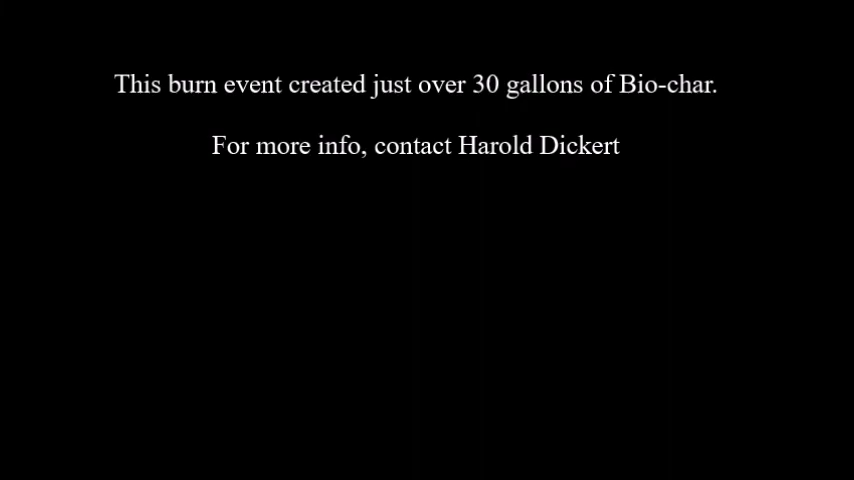 This burn event created just over 30 gallons of Bio-char.
For more info, contact Harold Dickert